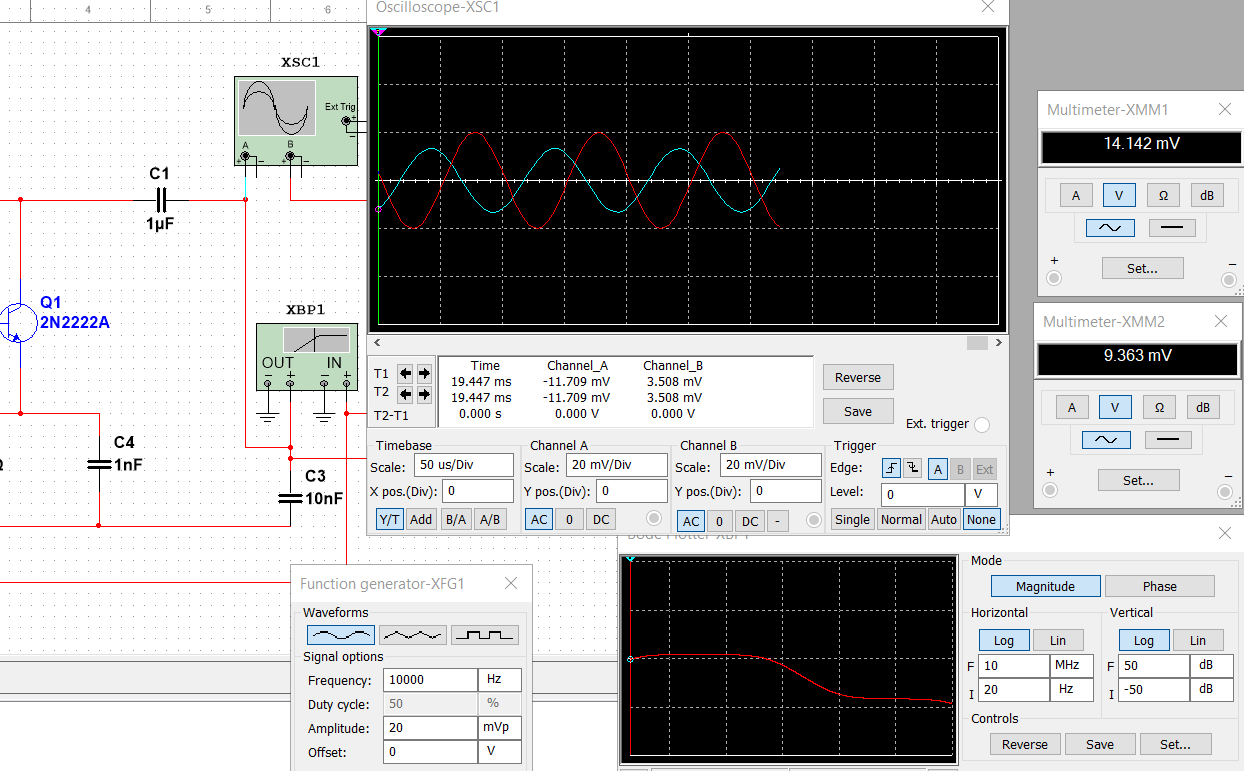 4 5 6
XSC1
Ext Trig
A B
C1
1µF
Q1
2N2222A
XBP1
OUT IN
C4
1nF
C3
10nF
Oscilloscope-XSC1
Time Channel_A Channel_B
T1 19.447 ms -11.709 mV 3.508 mV
T2 19.447 ms -11.709 mV 3.508 mV
T2-T1 0.000 s 0.000 V 0.000 V
Reverse
Save
Ext. trigger
Timebase
Scale: 50 us/Div
X pos.(Div): 0
Y/T Add B/A A/B
Channel A
Scale: 20 mV/Div
Y pos.(Div): 0
AC 0 DC
Channel B
Scale: 20 mV/Div
Y pos.(Div): 0
AC 0 DC -
Trigger
Edge: A B Ext
Level: 0 V
Single Normal Auto None
Multimeter-XMM1
14.142 mV
A V Ω dB
+ −
Set...
Multimeter-XMM2
9.363 mV
A V Ω dB
+ −
Set...
Function generator-XFG1
Waveforms
Signal options
Frequency: 10000 Hz
Duty cycle: 50 %
Amplitude: 20 mVp
Offset: 0 V
Bode Plotter-XBP1
Mode
Magnitude Phase
Horizontal Vertical
Log Lin Log Lin
F 10 MHz F 50 dB
I 20 Hz I -50 dB
Controls
Reverse Save Set...